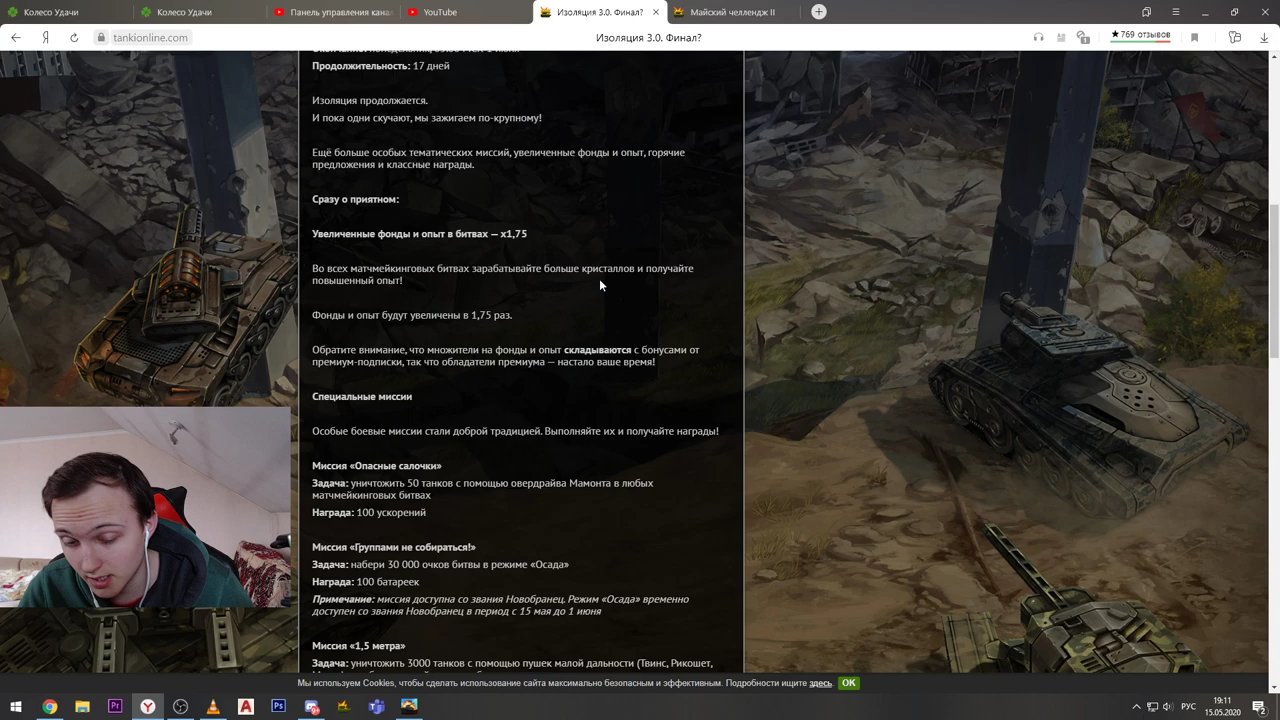 Колесо Удачи
Колесо Удачи
Панель управления кана
YouTube
Изоляция 3.0. Финал?
Майский челлендж II
tankionline.com
Изоляция 3.0. Финал?
★ 769 отзывов
Продолжительность: 17 дней
Изоляция продолжается.
И пока одни скучают, мы зажигаем по-крупному!
Ещё больше особых тематических миссий, увеличенные фонды и опыт, горячие
предложения и классные награды.
Сразу о приятном:
Увеличенные фонды и опыт в битвах — х1,75
Во всех матчмейкинговых битвах зарабатывайте больше кристаллов и получайте
повышенный опыт!
Фонды и опыт будут увеличены в 1,75 раз.
Обратите внимание, что множители на фонды и опыт складываются с бонусами от
премиум-подписки, так что обладатели премиума — настало ваше время!
Специальные миссии
Особые боевые миссии стали доброй традицией. Выполняйте их и получайте награды!
Миссия «Опасные салочки»
Задача: уничтожить 50 танков с помощью овердрайва Мамонта в любых
матчмейкинговых битвах
Награда: 100 ускорений
Миссия «Группами не собираться!»
Задача: набери 30 000 очков битвы в режиме «Осада»
Награда: 100 батареек
Примечание: миссия доступна со звания Новобранец. Режим «Осада» временно
доступен со звания Новобранец в период с 15 мая до 1 июня
Миссия «1,5 метра»
Задача: уничтожить 3000 танков с помощью пушек малой дальности (Твинс, Рикошет,
Мы используем Cookies, чтобы сделать использование сайта максимально безопасным и эффективным. Подробности ищите здесь. OK
РУС
19:11
15.05.2020
2